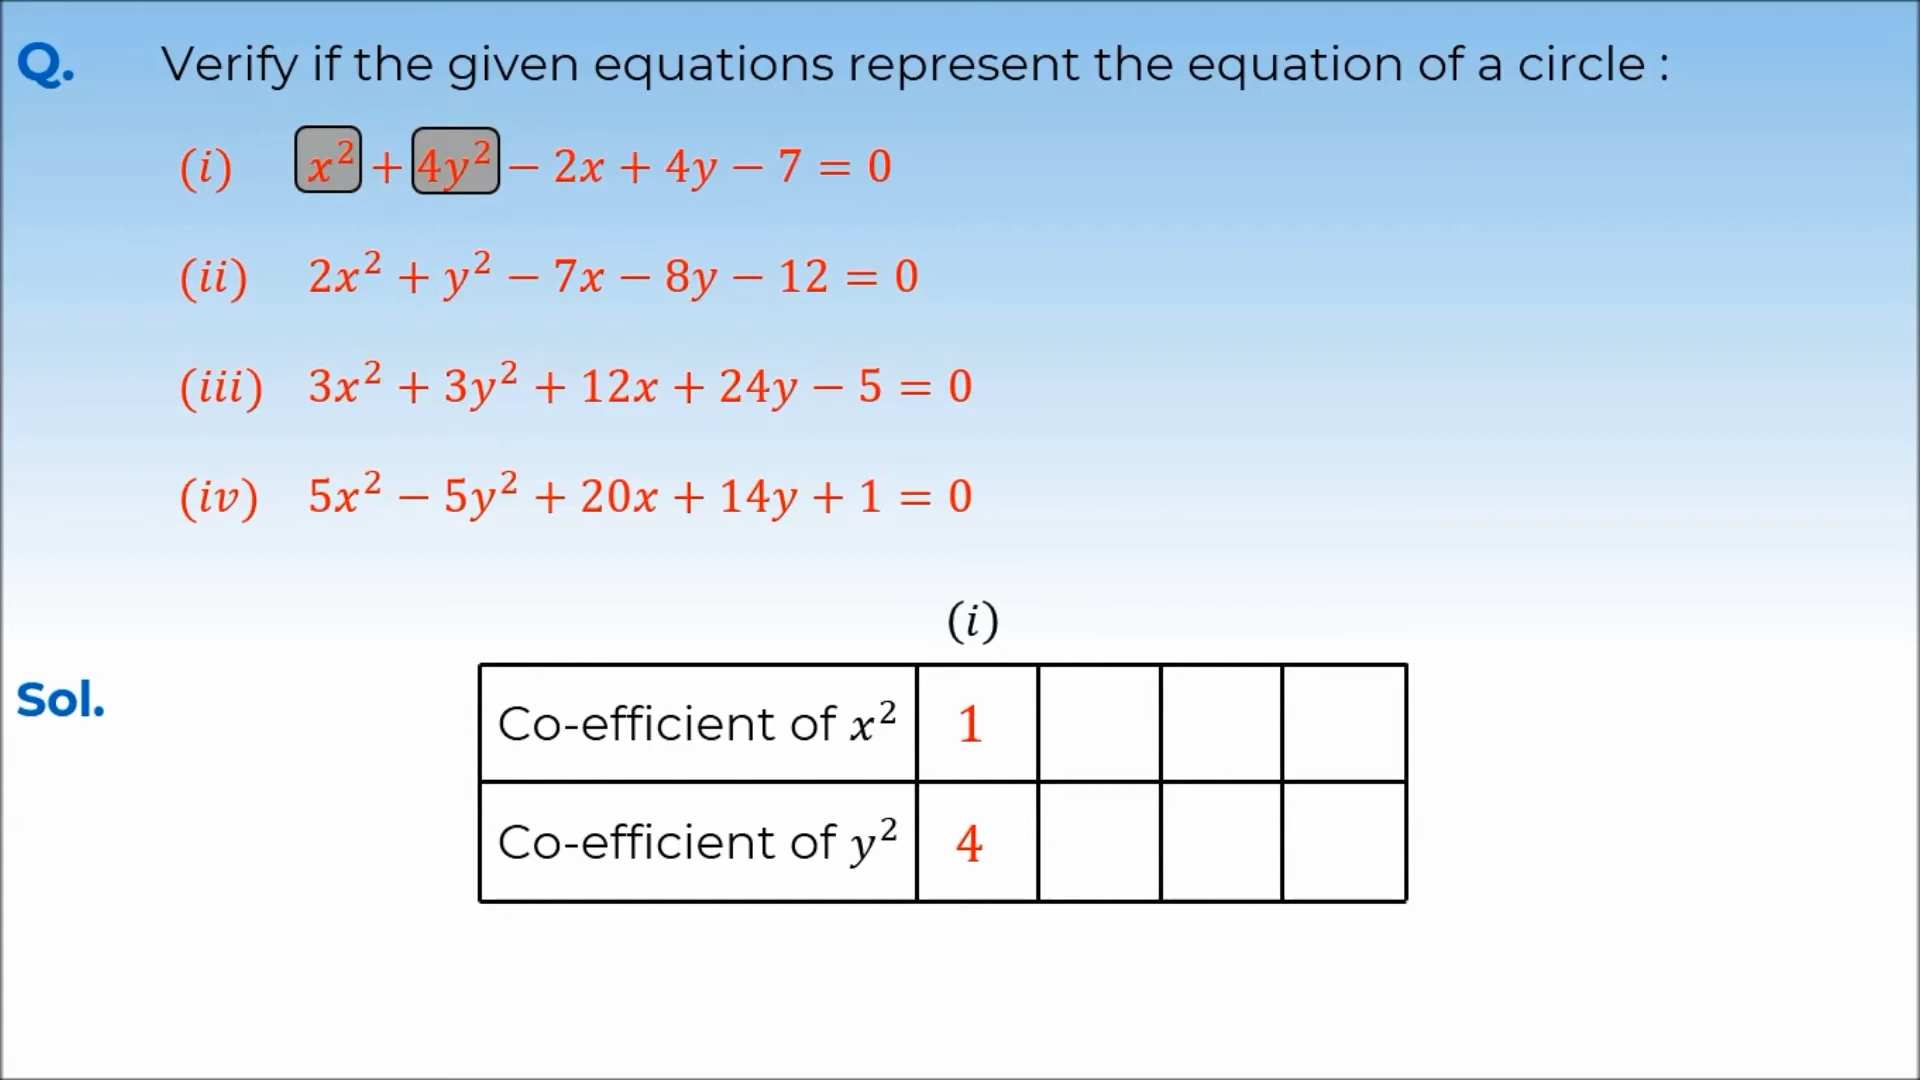 Q. Verify if the given equations represent the equation of a circle :
(i) x² + 4y² − 2x + 4y − 7 = 0
(ii) 2x² + y² − 7x − 8y − 12 = 0
(iii) 3x² + 3y² + 12x + 24y − 5 = 0
(iv) 5x² − 5y² + 20x + 14y + 1 = 0
(i)
Sol.
Co-efficient of x² 1
Co-efficient of y² 4